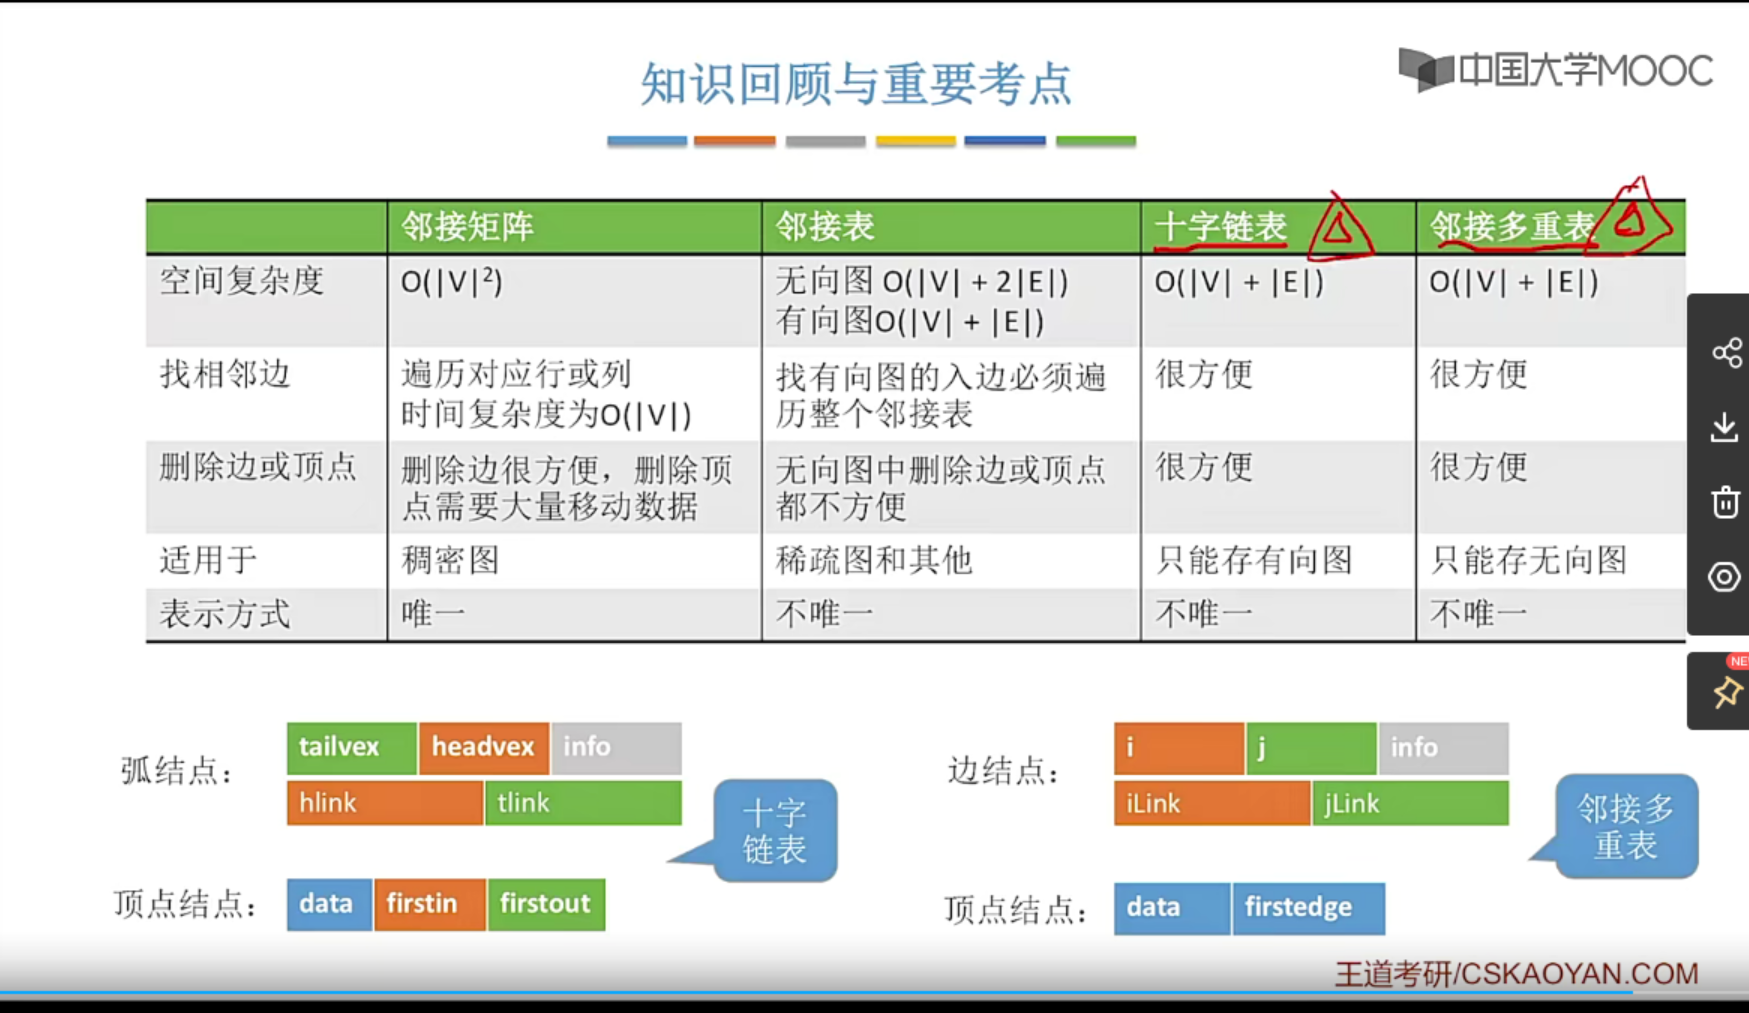 知识回顾与重要考点
中国大学MOOC
邻接矩阵 邻接表 十字链表 邻接多重表
空间复杂度 O(|V|²) 无向图 O(|V| + 2|E|) O(|V| + |E|) O(|V| + |E|)
有向图O(|V| + |E|)
找相邻边 遍历对应行或列 找有向图的入边必须遍 很方便 很方便
时间复杂度为O(|V|) 历整个邻接表
删除边或顶点 删除边很方便，删除顶 无向图中删除边或顶点 很方便 很方便
点需要大量移动数据 都不方便
适用于 稠密图 稀疏图和其他 只能存有向图 只能存无向图
表示方式 唯一 不唯一 不唯一 不唯一
弧结点： tailvex headvex info
hlink tlink
十字
链表
顶点结点： data firstin firstout
边结点： i j info
iLink jLink
邻接多
重表
顶点结点： data firstedge
王道考研/CSKAOYAN.COM